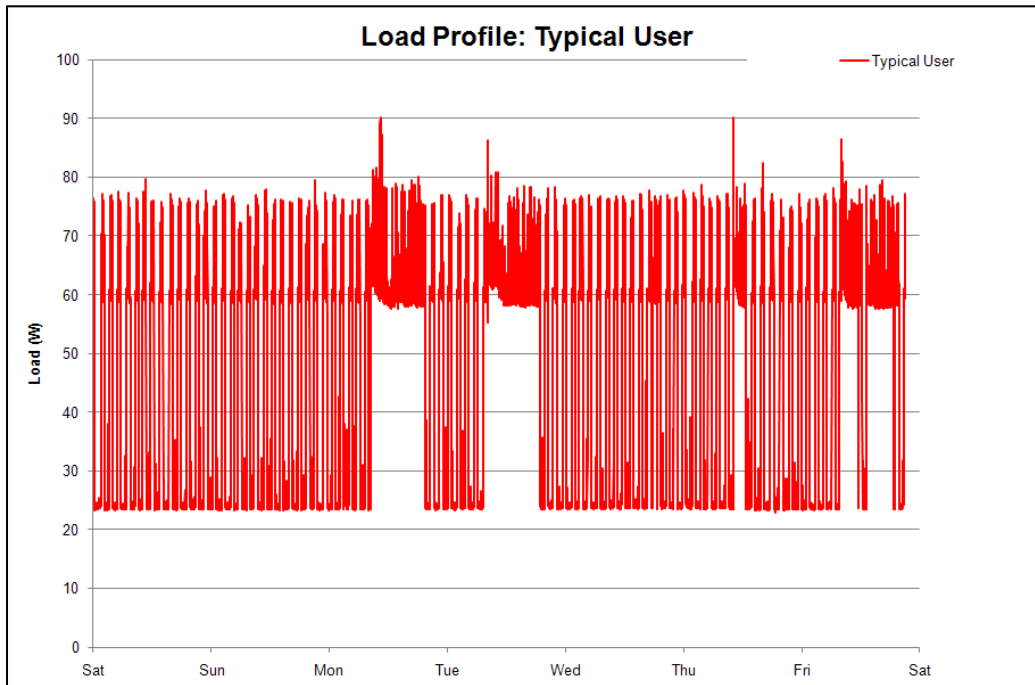 Load Profile: Typical User
Typical User
Load (W)
100
90
80
70
60
50
40
30
20
10
0
Sat Sun Mon Tue Wed Thu Fri Sat